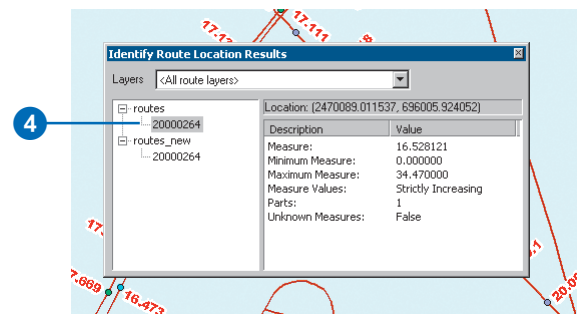 17.111
Identify Route Location Results
Layers <All route layers>
routes
20000264
routes_new
20000264
Location: (2470089.011537, 696005.924052)
Description Value
Measure: 16.528121
Minimum Measure: 0.000000
Maximum Measure: 34.470000
Measure Values: Strictly Increasing
Parts: 1
Unknown Measures: False
4
7.669
16.473